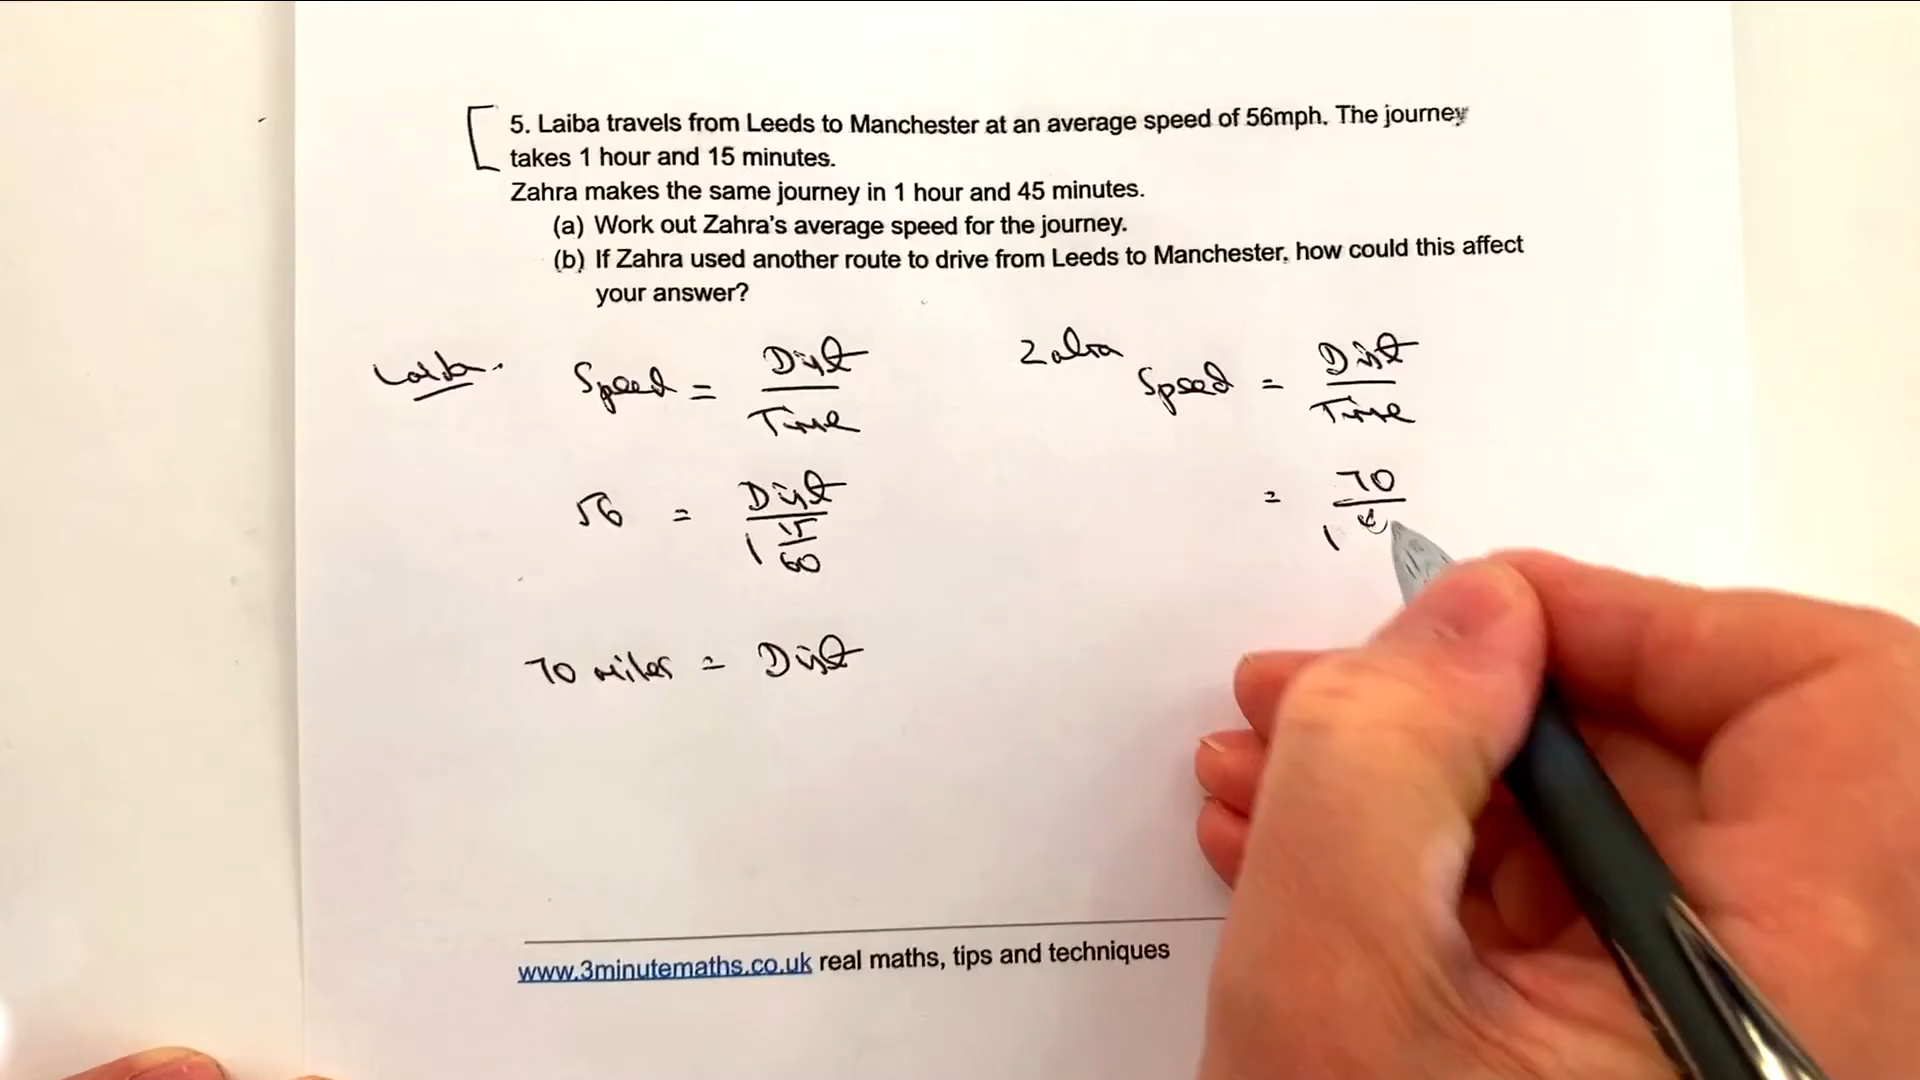 5. Laiba travels from Leeds to Manchester at an average speed of 56mph. The journey
takes 1 hour and 15 minutes.
Zahra makes the same journey in 1 hour and 45 minutes.
(a) Work out Zahra's average speed for the journey.
(b) If Zahra used another route to drive from Leeds to Manchester, how could this affect
your answer?
Laiba.
Speed = Dist
Time
56 = Dist
1 15
60
70 miles = Dist
Zahra
Speed = Dist
Time
= 70
1
www.3minutemaths.co.uk real maths, tips and techniques